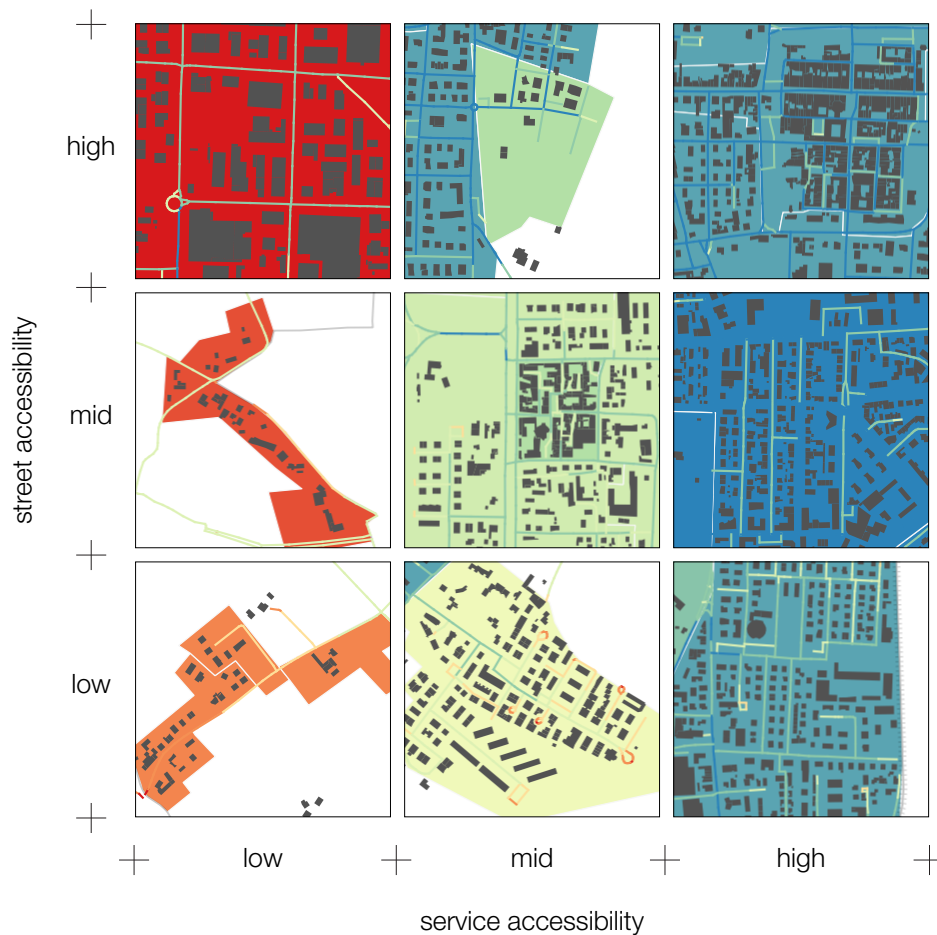 high
street accessibility
mid
low
low
mid
high
service accessibility